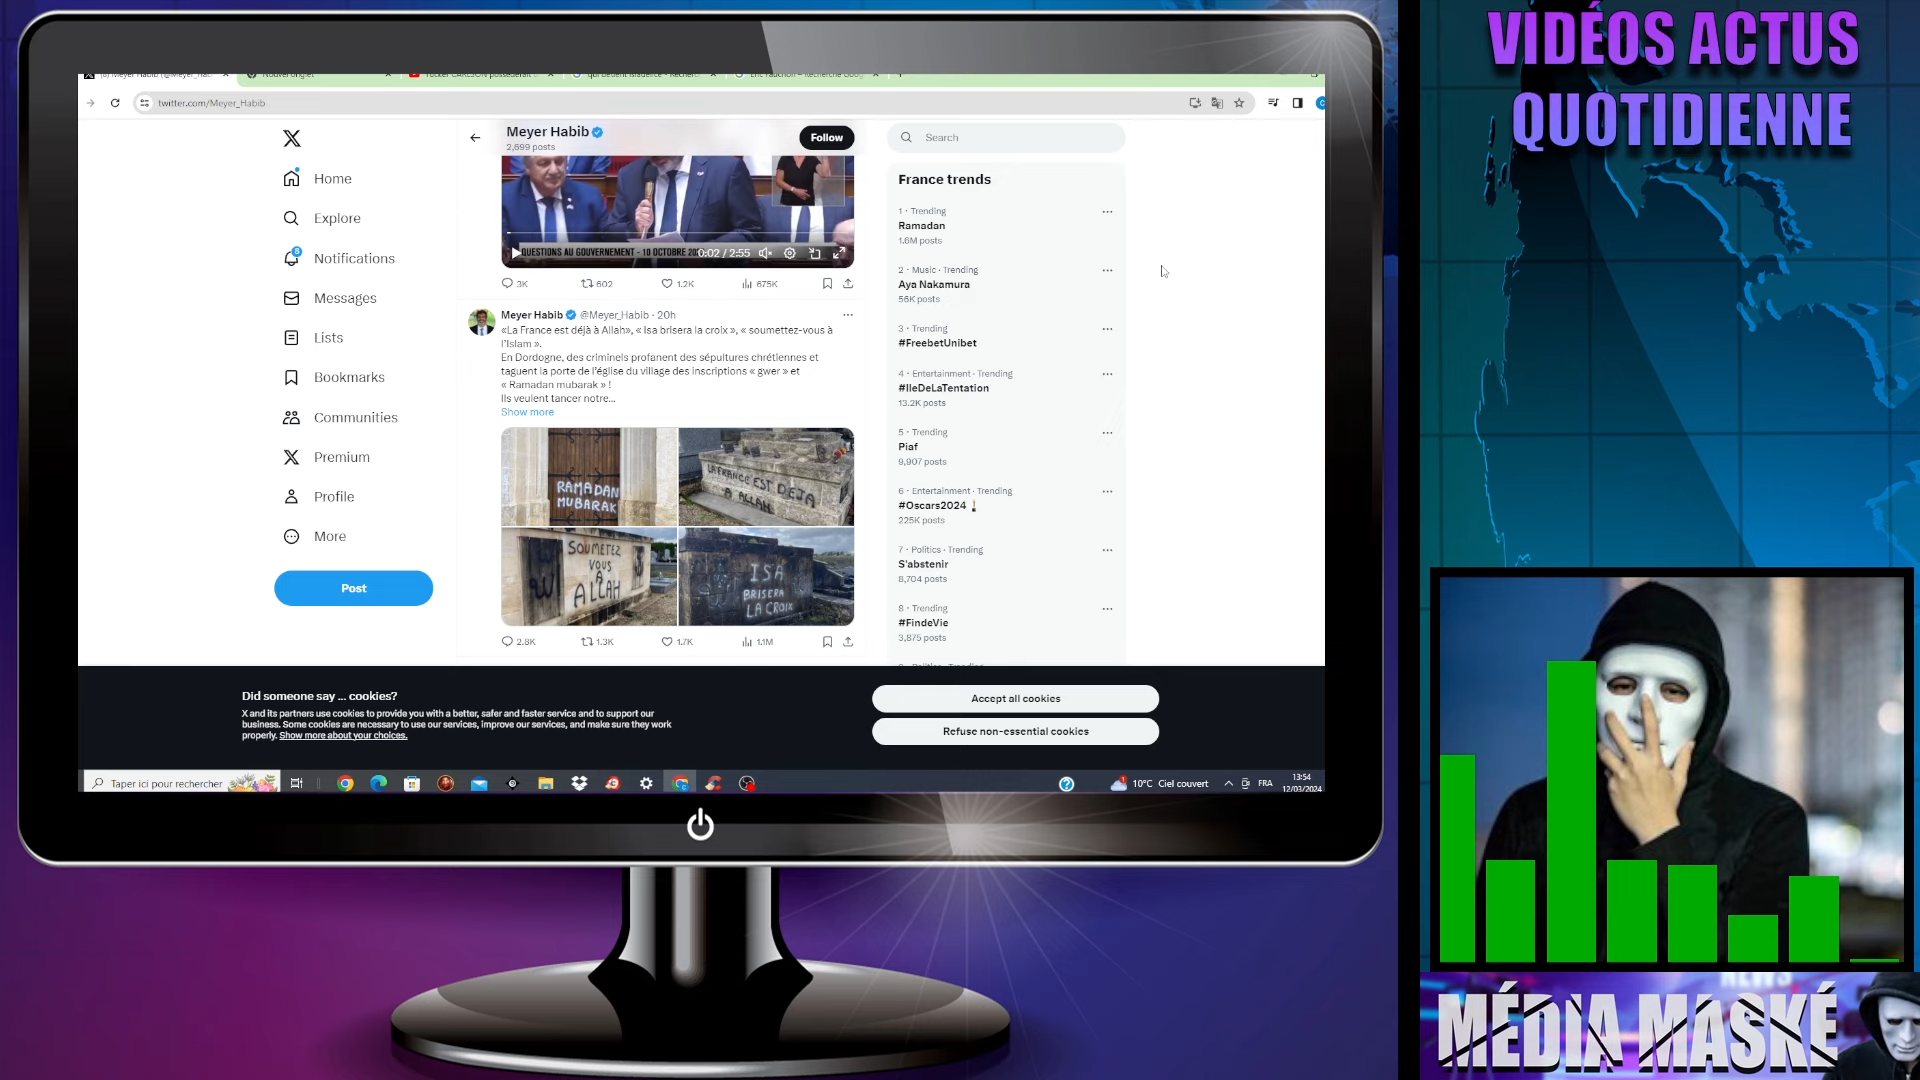 VIDÉOS ACTUS
QUOTIDIENNE
twitter.com/Meyer_Habib
Meyer Habib
2,699 posts
Follow
Search
Home
Explore
Notifications
8
Messages
Lists
Bookmarks
Communities
Premium
Profile
More
Post
QUESTIONS AU GOUVERNEMENT - 10 OCTOBRE
0:02 / 2:55
3K 602 1.2K 675K
Meyer Habib @Meyer_Habib · 20h
«La France est déjà à Allah», « Isa brisera la croix », « soumettez-vous à
l'Islam ».
En Dordogne, des criminels profanent des sépultures chrétiennes et
taguent la porte de l'église du village des inscriptions « gwer » et
« Ramadan mubarak » !
Ils veulent tancer notre...
Show more
RAMADAN
MUBARAK
LA FRANCE EST DEJA
A ALLAH
SOUMETEZ
VOUS
A
ALLAH
ISA
BRISERA
LA CROIX
2.8K 1.3K 1.7K 1.1M
France trends
1 · Trending
Ramadan
1.6M posts
2 · Music · Trending
Aya Nakamura
56K posts
3 · Trending
#FreebetUnibet
4 · Entertainment · Trending
#IleDeLaTentation
13.2K posts
5 · Trending
Piaf
9,907 posts
6 · Entertainment · Trending
#Oscars2024
225K posts
7 · Politics · Trending
S'abstenir
8,704 posts
8 · Trending
#FindeVie
3,875 posts
Did someone say ... cookies?
X and its partners use cookies to provide you with a better, safer and faster service and to support our
business. Some cookies are necessary to use our services, improve our services, and make sure they work
properly. Show more about your choices.
Accept all cookies
Refuse non-essential cookies
Taper ici pour rechercher
10°C Ciel couvert
FRA
13:54
12/03/2024
NEWS
MÉDIA MASKÉ